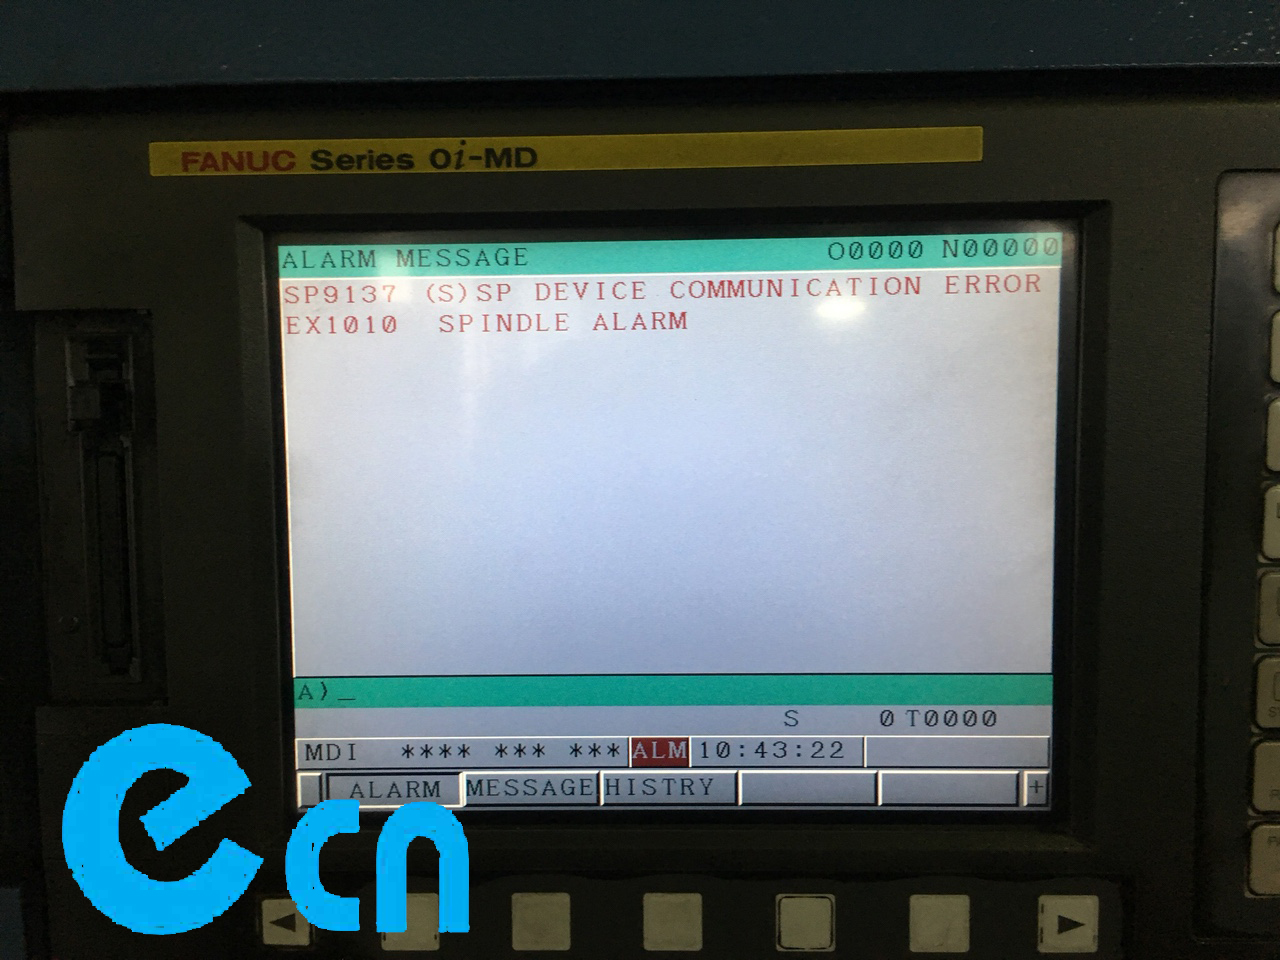 FANUC Series 0i-MD
ALARM MESSAGE O0000 N00000
SP9137 (S)SP DEVICE COMMUNICATION ERROR
EX1010 SPINDLE ALARM
A)_
S 0 T0000
MDI **** *** *** ALM 10:43:22
ALARM MESSAGE HISTRY +
ecn